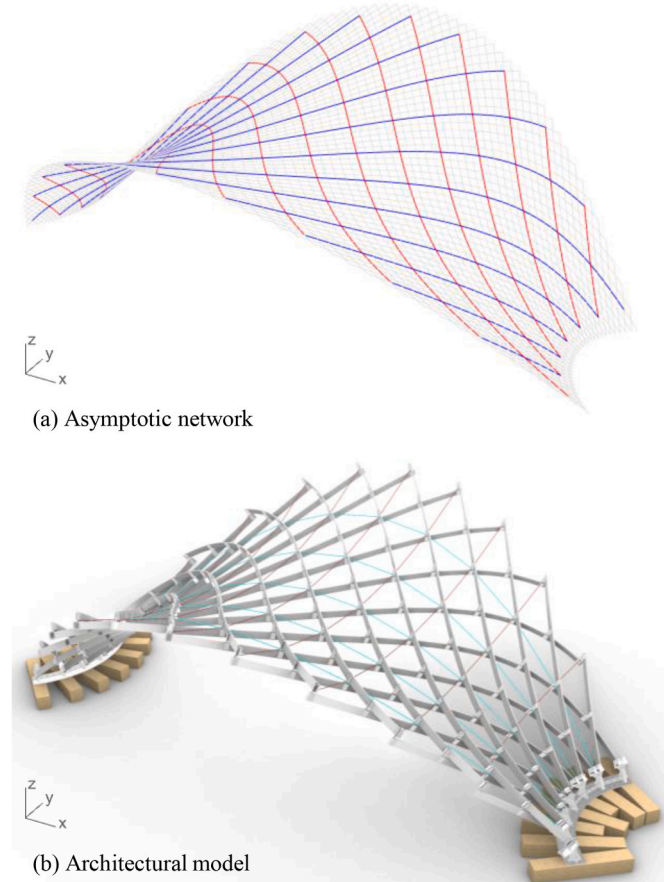 z
y
x
(a) Asymptotic network
z
y
x
(b) Architectural model